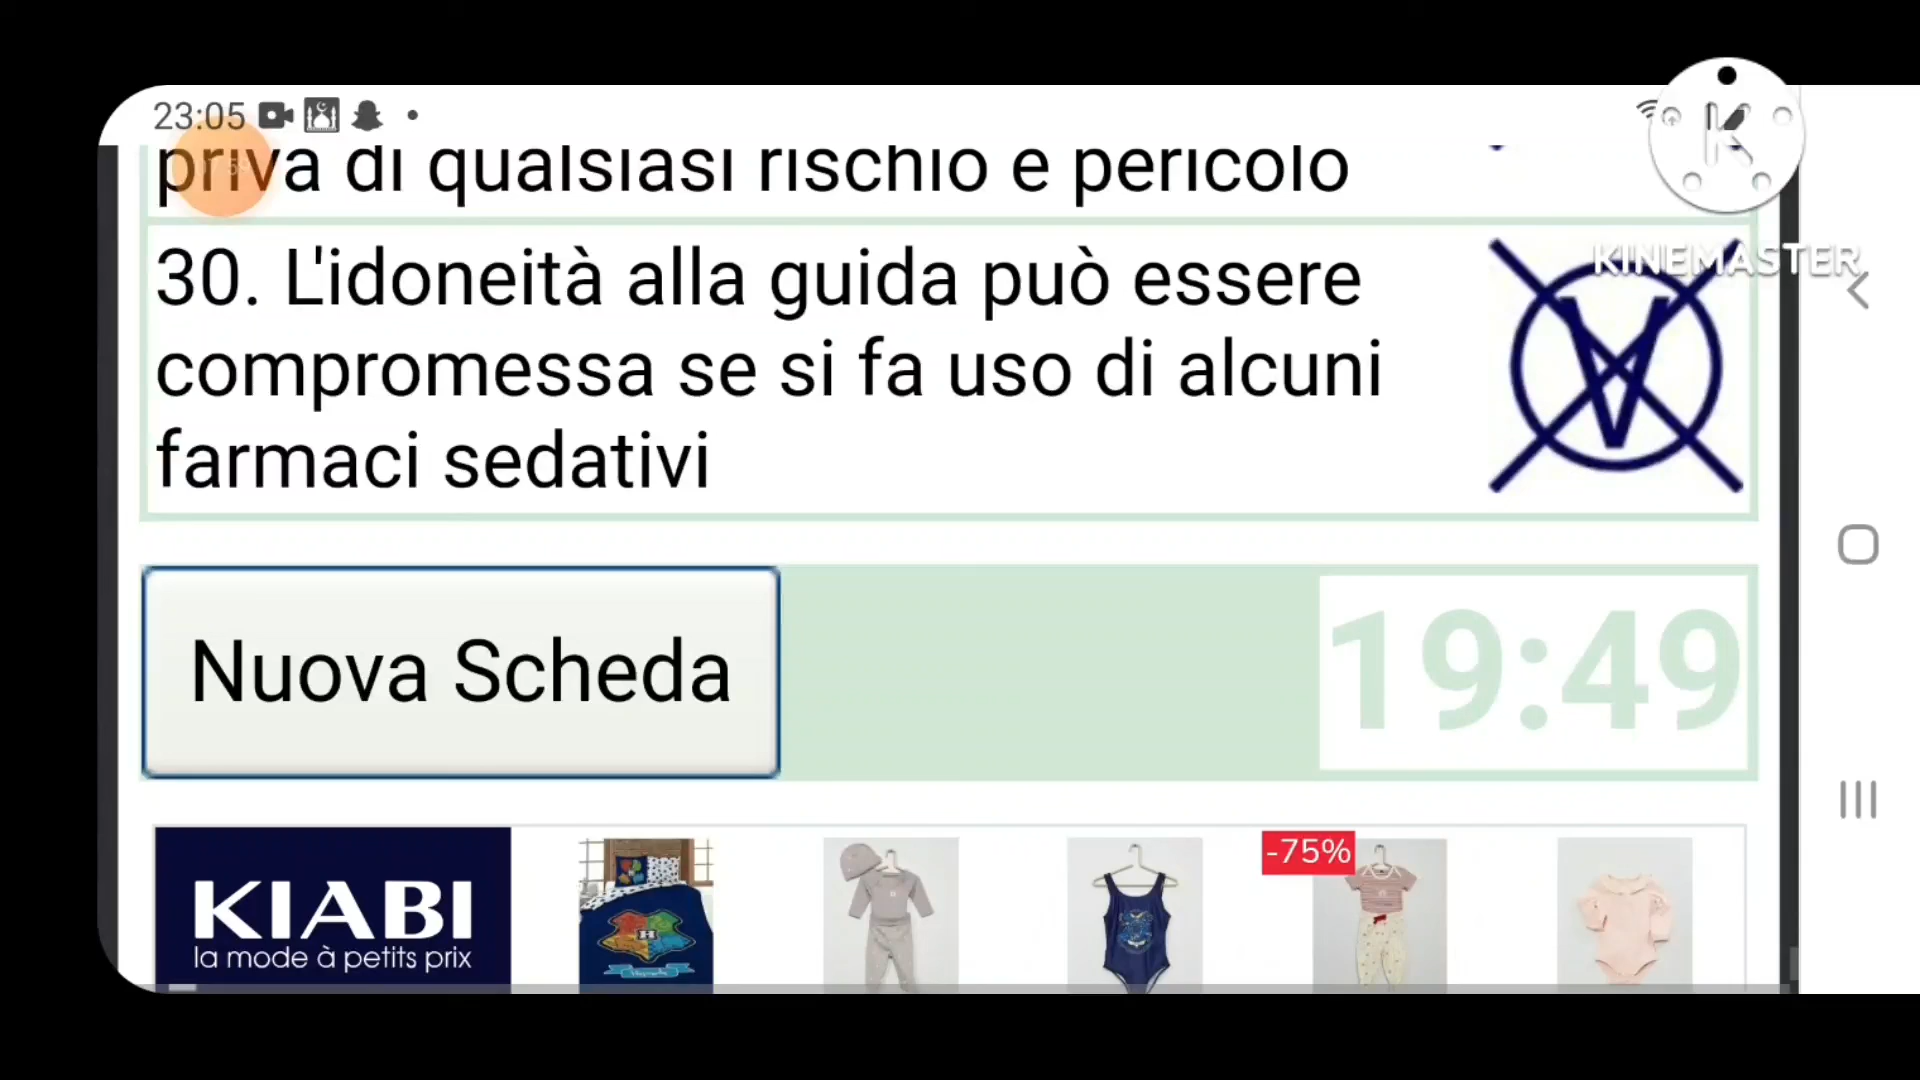 23:05
priva di qualsiasi rischio e pericolo
KINEMASTER
30. L'idoneità alla guida può essere
compromessa se si fa uso di alcuni
farmaci sedativi
V
Nuova Scheda
19:49
KIABI
la mode à petits prix
-75%